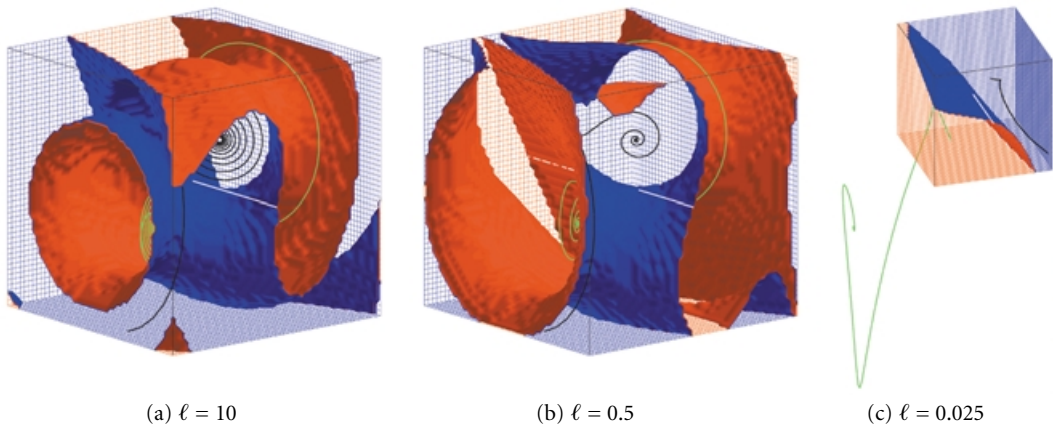 (a) ℓ = 10
(b) ℓ = 0.5
(c) ℓ = 0.025